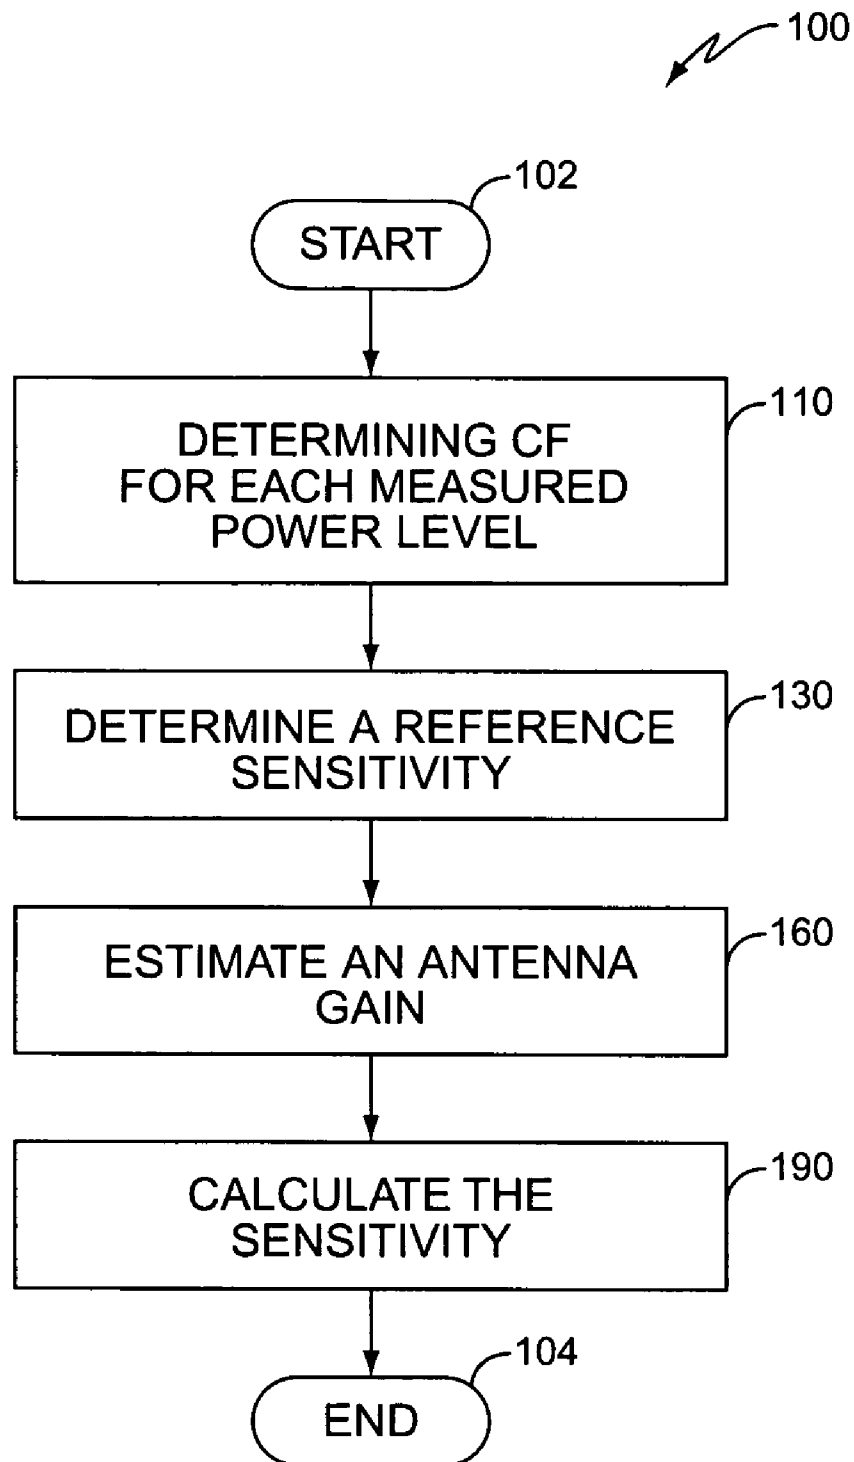 100
102
START
110
DETERMINING CF
FOR EACH MEASURED
POWER LEVEL
130
DETERMINE A REFERENCE
SENSITIVITY
160
ESTIMATE AN ANTENNA
GAIN
190
CALCULATE THE
SENSITIVITY
104
END